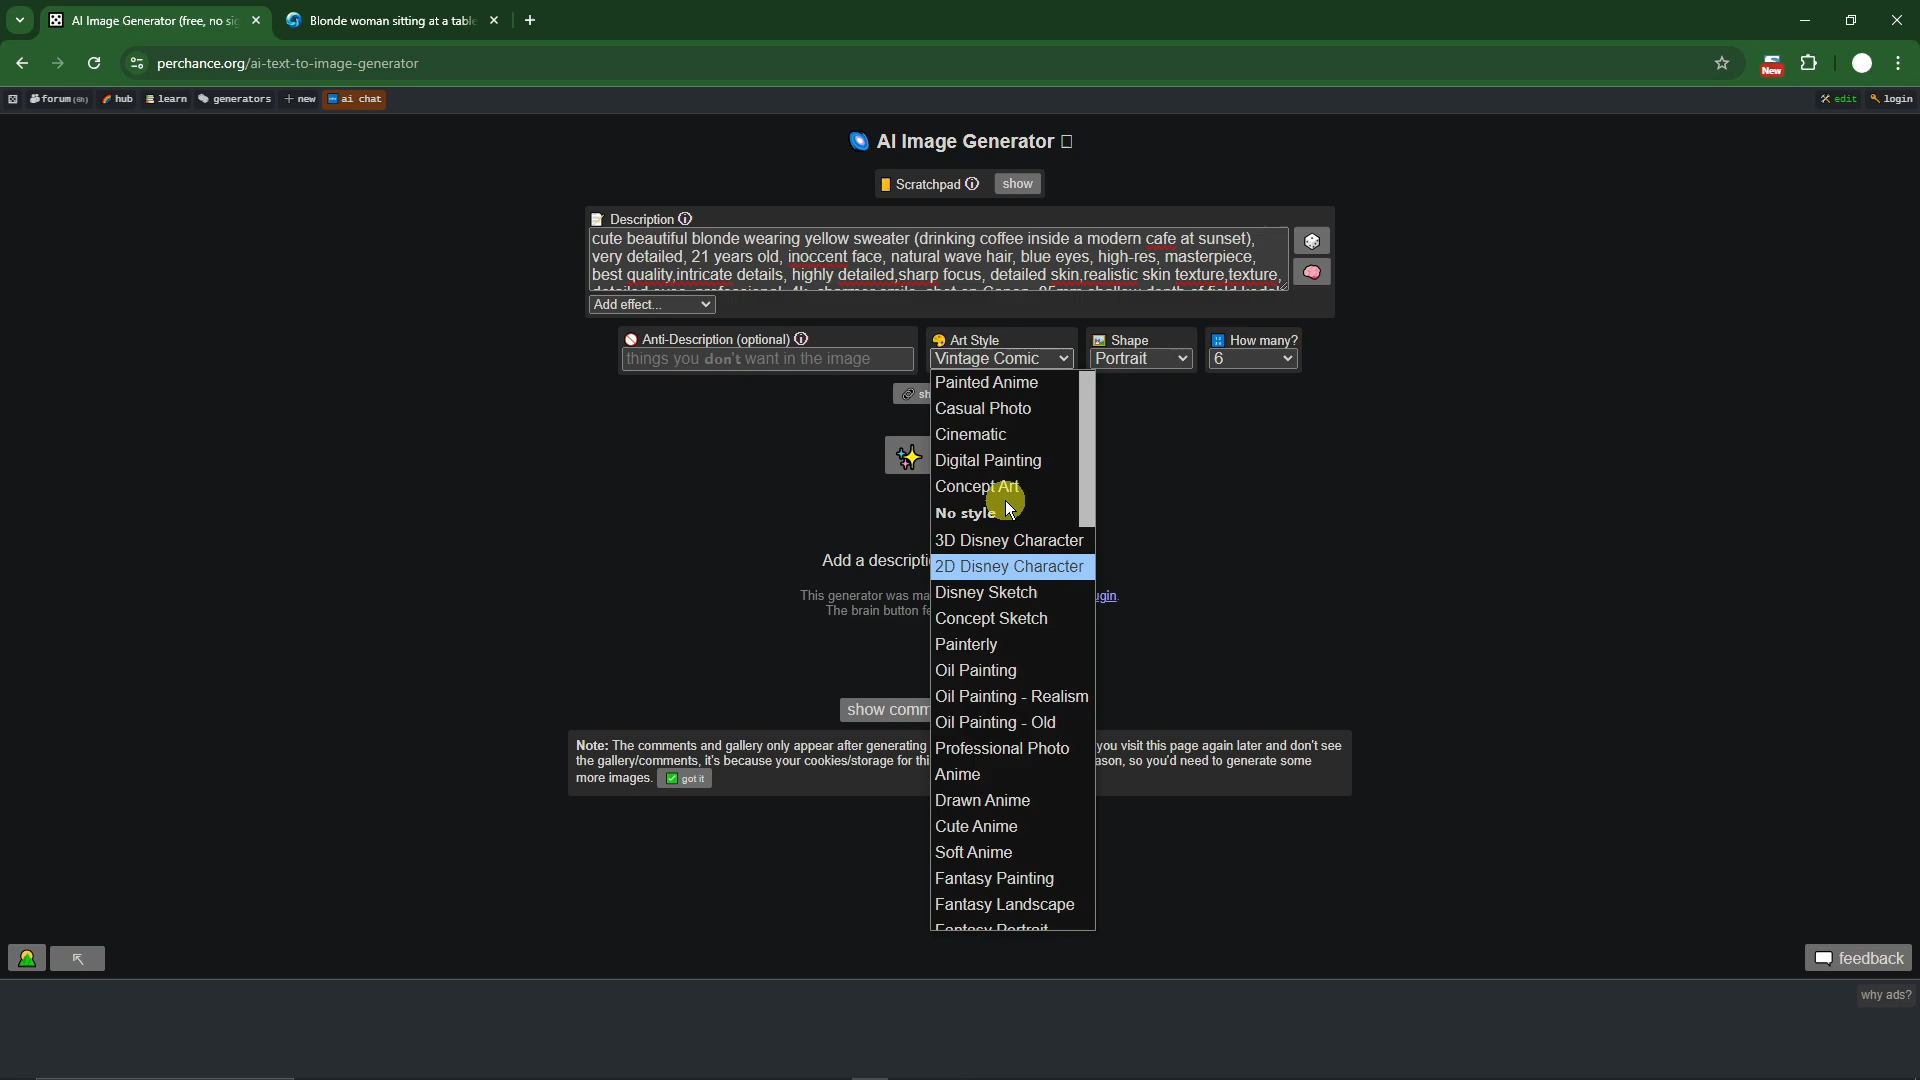 AI Image Generator (free, no si
Blonde woman sitting at a table
perchance.org/ai-text-to-image-generator
New
forum(6h) hub learn generators + new ai chat
edit login
AI Image Generator
Scratchpad show
Description
cute beautiful blonde wearing yellow sweater (drinking coffee inside a modern cafe at sunset),
very detailed, 21 years old, inoccent face, natural wave hair, blue eyes, high-res, masterpiece,
best quality,intricate details, highly detailed,sharp focus, detailed skin,realistic skin texture,texture,
Add effect...
Anti-Description (optional)
things you don't want in the image
Art Style
Vintage Comic
Shape
Portrait
How many?
6
sh
Painted Anime
Casual Photo
Cinematic
Digital Painting
Concept Art
No style
3D Disney Character
2D Disney Character
Disney Sketch
Concept Sketch
Painterly
Oil Painting
Oil Painting - Realism
Oil Painting - Old
Professional Photo
Anime
Drawn Anime
Cute Anime
Soft Anime
Fantasy Painting
Fantasy Landscape
Fantasy Portrait
Add a descripti
This generator was ma
ugin.
The brain button fe
show comm
Note: The comments and gallery only appear after generating
you visit this page again later and don't see
the gallery/comments, it's because your cookies/storage for thi
ason, so you'd need to generate some
more images. got it
feedback
why ads?